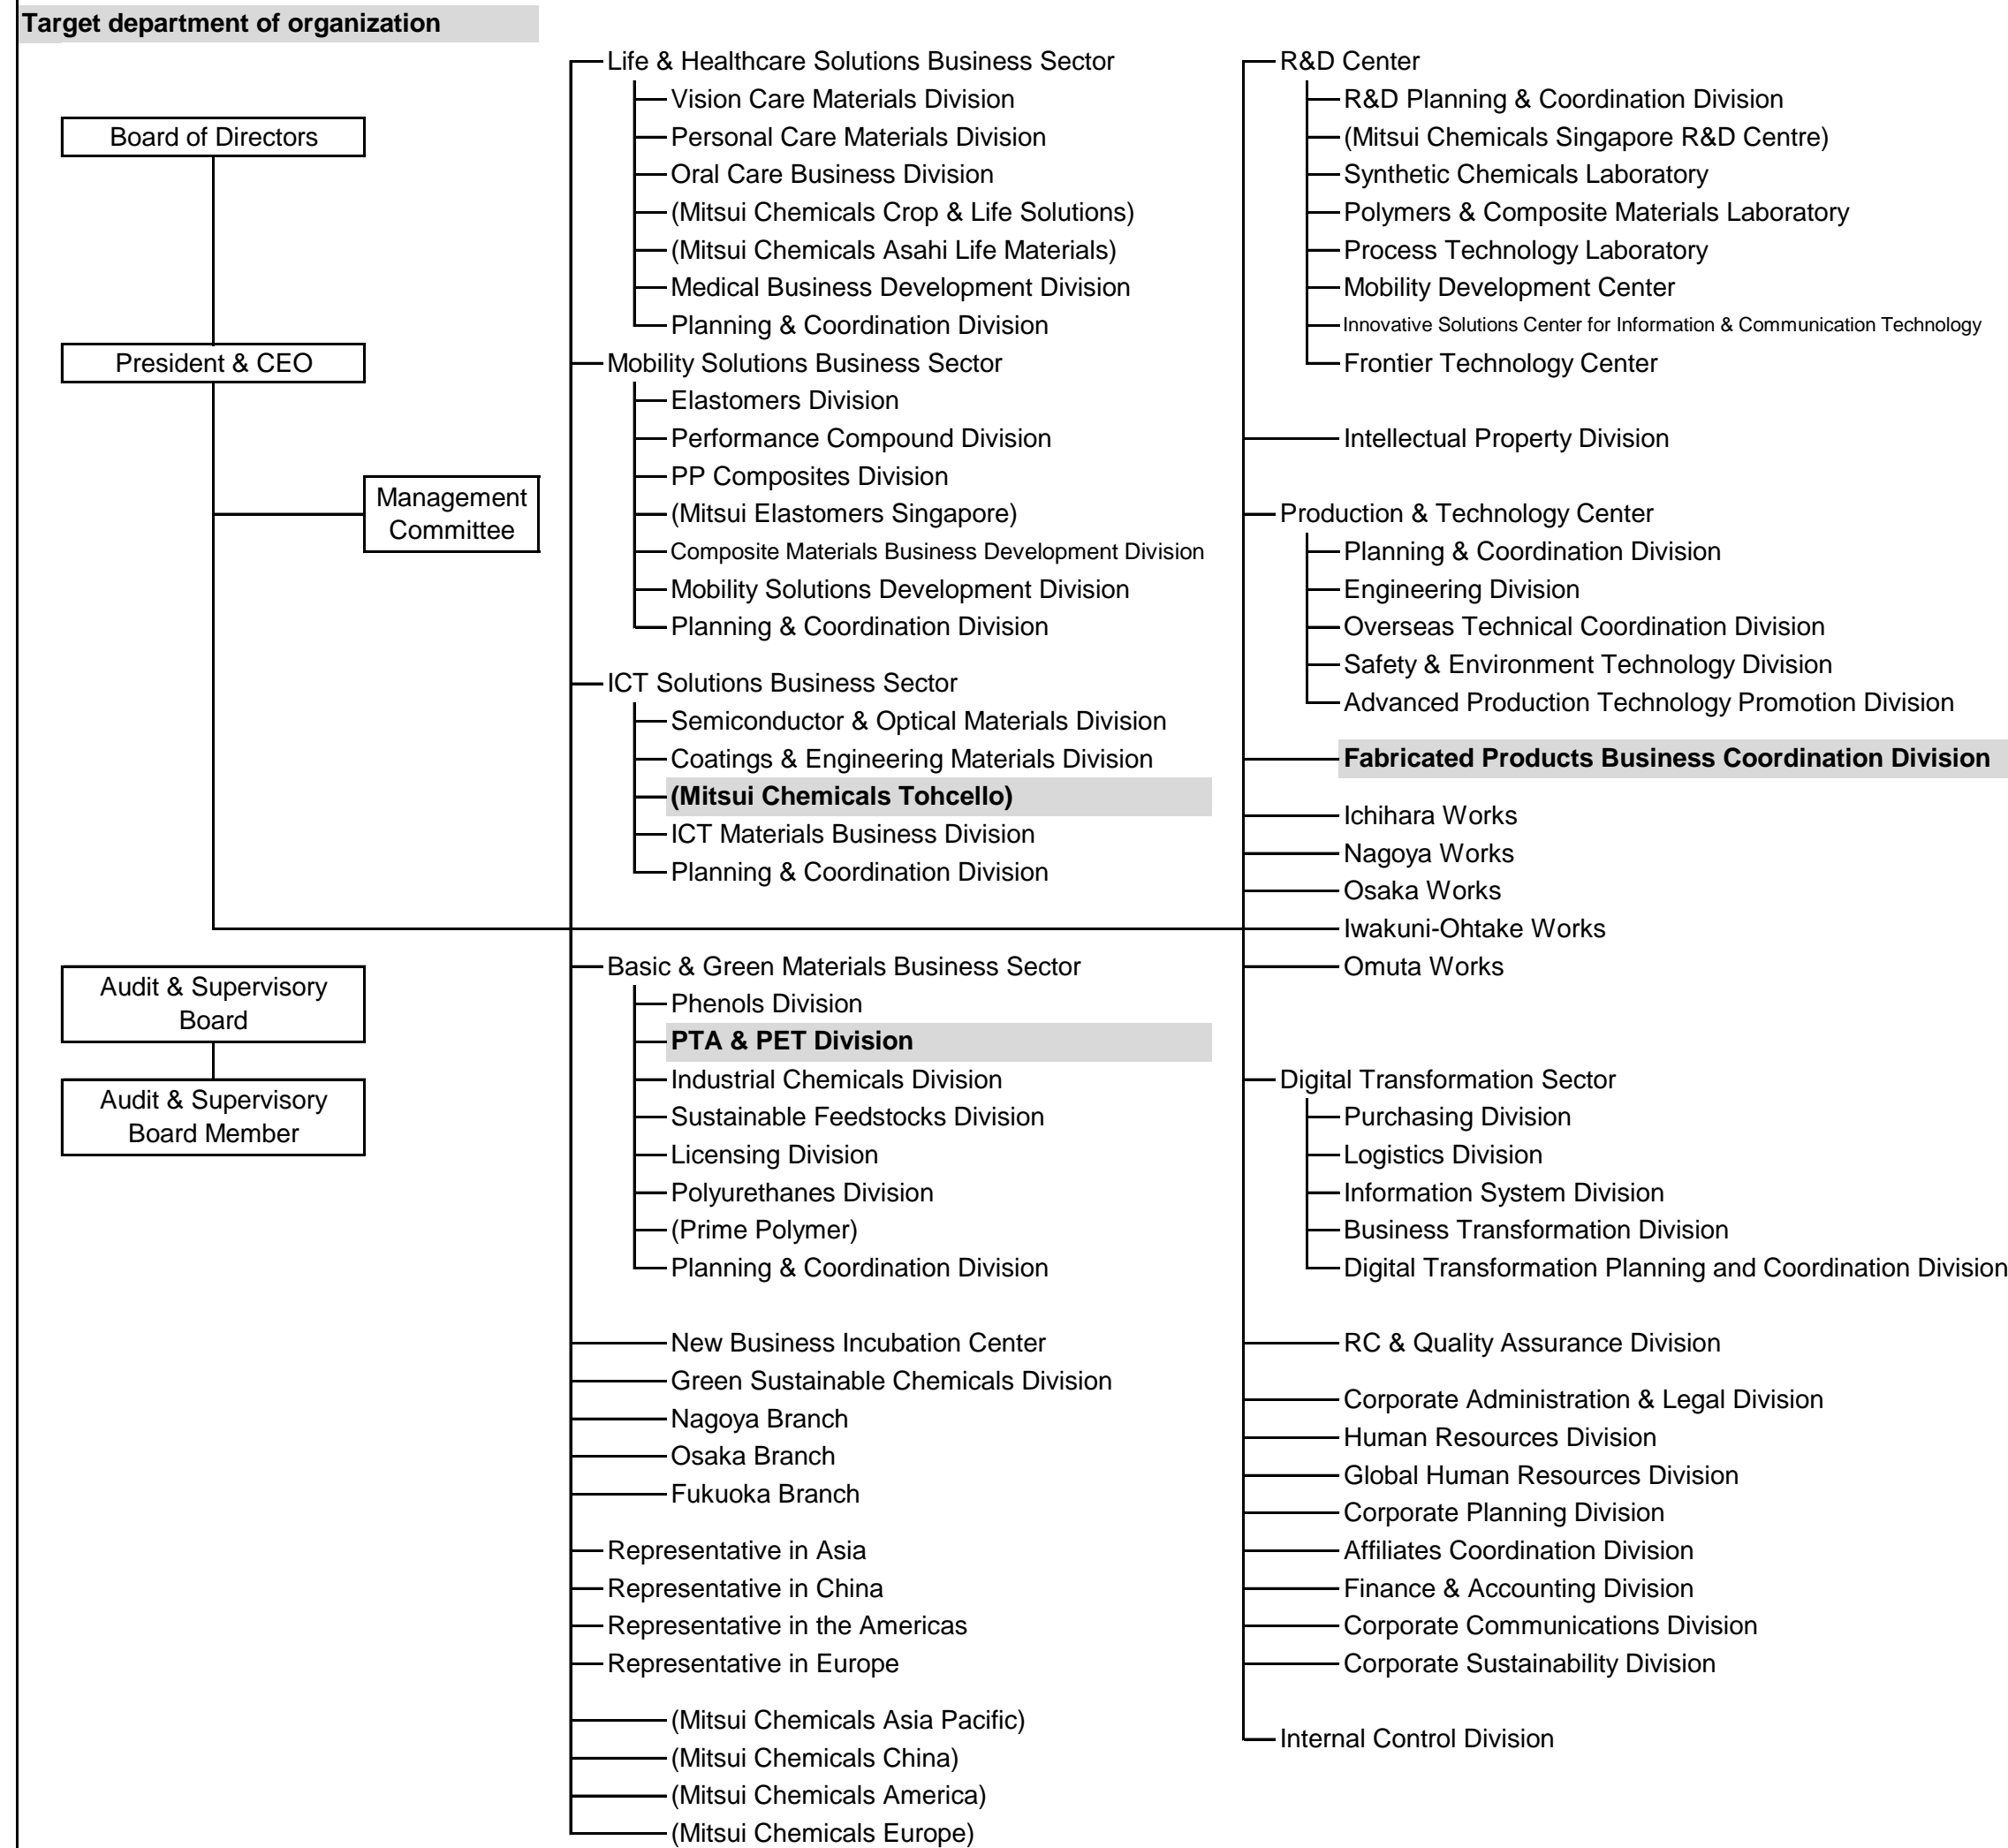 Target department of organization
Board of Directors
President & CEO
Management
Committee
Audit & Supervisory
Board
Audit & Supervisory
Board Member
Life & Healthcare Solutions Business Sector
Vision Care Materials Division
Personal Care Materials Division
Oral Care Business Division
(Mitsui Chemicals Crop & Life Solutions)
(Mitsui Chemicals Asahi Life Materials)
Medical Business Development Division
Planning & Coordination Division
Mobility Solutions Business Sector
Elastomers Division
Performance Compound Division
PP Composites Division
(Mitsui Elastomers Singapore)
Composite Materials Business Development Division
Mobility Solutions Development Division
Planning & Coordination Division
ICT Solutions Business Sector
Semiconductor & Optical Materials Division
Coatings & Engineering Materials Division
(Mitsui Chemicals Tohcello)
ICT Materials Business Division
Planning & Coordination Division
Basic & Green Materials Business Sector
Phenols Division
PTA & PET Division
Industrial Chemicals Division
Sustainable Feedstocks Division
Licensing Division
Polyurethanes Division
(Prime Polymer)
Planning & Coordination Division
New Business Incubation Center
Green Sustainable Chemicals Division
Nagoya Branch
Osaka Branch
Fukuoka Branch
Representative in Asia
Representative in China
Representative in the Americas
Representative in Europe
(Mitsui Chemicals Asia Pacific)
(Mitsui Chemicals China)
(Mitsui Chemicals America)
(Mitsui Chemicals Europe)
R&D Center
R&D Planning & Coordination Division
(Mitsui Chemicals Singapore R&D Centre)
Synthetic Chemicals Laboratory
Polymers & Composite Materials Laboratory
Process Technology Laboratory
Mobility Development Center
Innovative Solutions Center for Information & Communication Technology
Frontier Technology Center
Intellectual Property Division
Production & Technology Center
Planning & Coordination Division
Engineering Division
Overseas Technical Coordination Division
Safety & Environment Technology Division
Advanced Production Technology Promotion Division
Fabricated Products Business Coordination Division
Ichihara Works
Nagoya Works
Osaka Works
Iwakuni-Ohtake Works
Omuta Works
Digital Transformation Sector
Purchasing Division
Logistics Division
Information System Division
Business Transformation Division
Digital Transformation Planning and Coordination Division
RC & Quality Assurance Division
Corporate Administration & Legal Division
Human Resources Division
Global Human Resources Division
Corporate Planning Division
Affiliates Coordination Division
Finance & Accounting Division
Corporate Communications Division
Corporate Sustainability Division
Internal Control Division